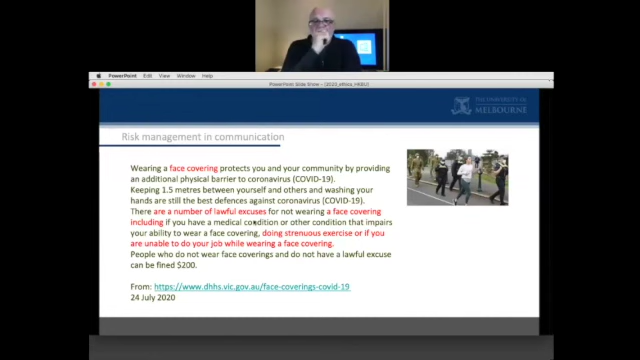 PowerPoint Edit View Window Help
THE UNIVERSITY OF
MELBOURNE
Risk management in communication
Wearing a face covering protects you and your community by providing
an additional physical barrier to coronavirus (COVID-19).
Keeping 1.5 metres between yourself and others and washing your
hands are still the best defences against coronavirus (COVID-19).
There are a number of lawful excuses for not wearing a face covering
including if you have a medical condition or other condition that impairs
your ability to wear a face covering, doing strenuous exercise or if you
are unable to do your job while wearing a face covering.
People who do not wear face coverings and do not have a lawful excuse
can be fined $200.
From: https://www.dhhs.vic.gov.au/face-coverings-covid-19
24 July 2020